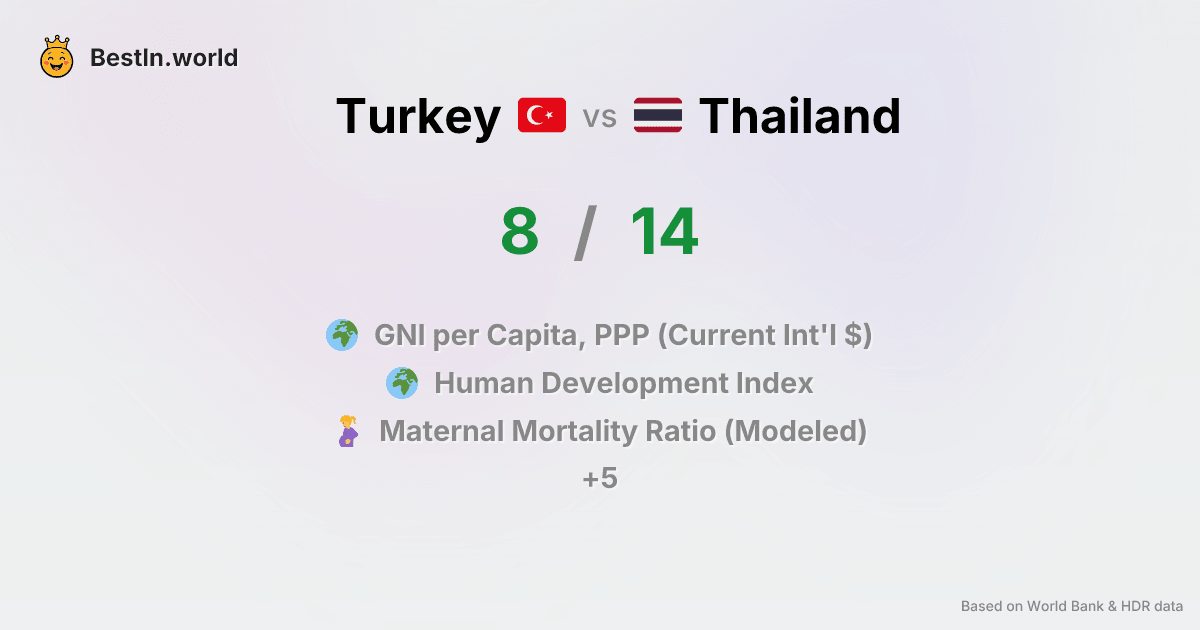 BestIn.world
Turkey vs Thailand
8 / 14
GNI per Capita, PPP (Current Int'l $)
Human Development Index
Maternal Mortality Ratio (Modeled)
+5
Based on World Bank & HDR data